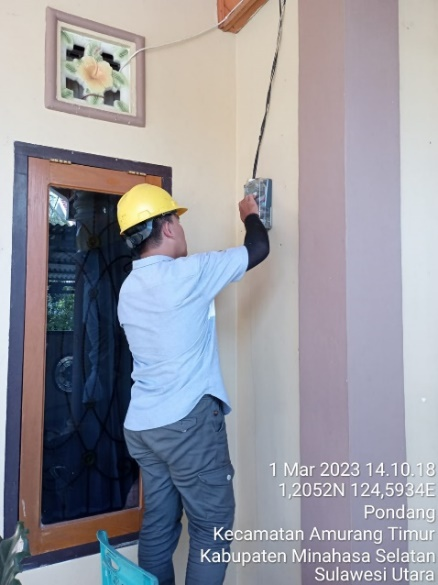 1 Mar 2023 14.10.18
1,2052N 124,5934E
Pondang
Kecamatan Amurang Timur
Kabupaten Minahasa Selatan
Sulawesi Utara